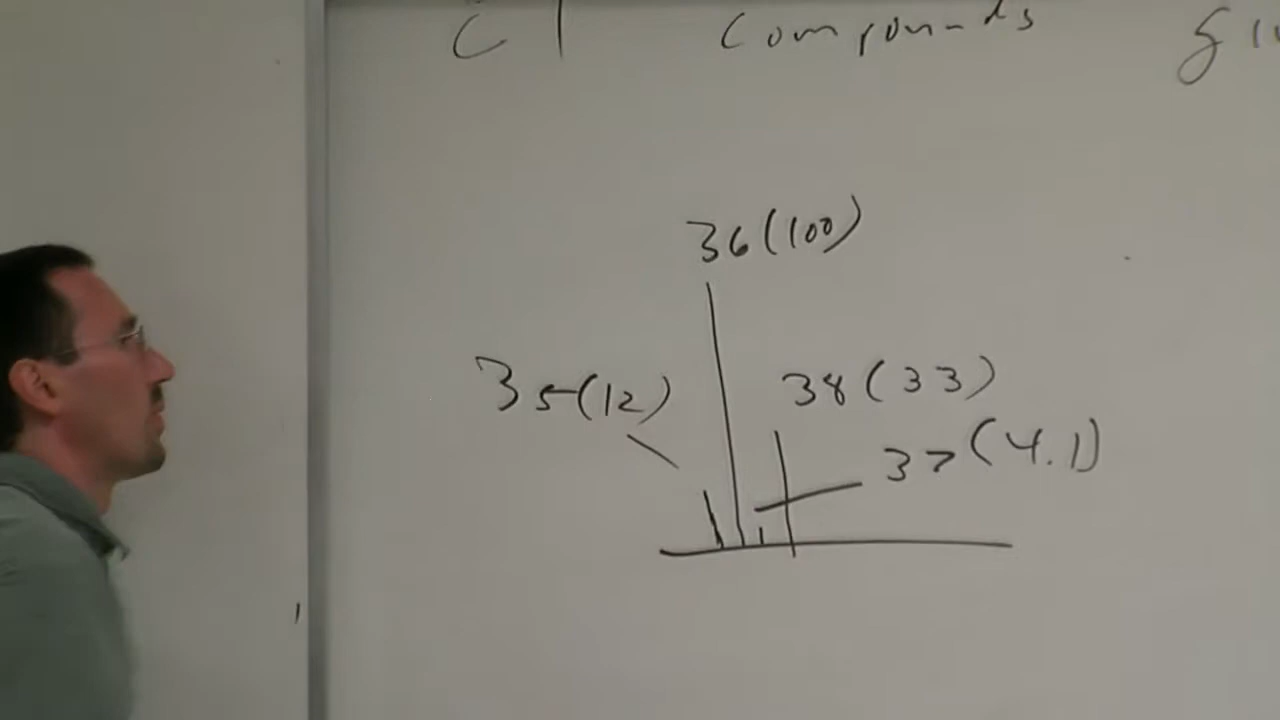 Cl Compounds
36(100)
35(12)
38(33)
37(4.1)